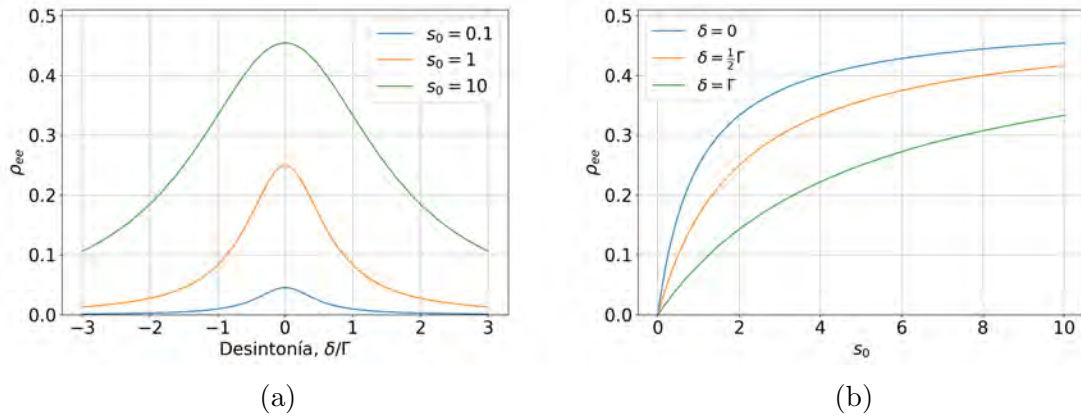 0.5
0.4
0.3
0.2
0.1
0.0
ρee
s₀ = 0.1
s₀ = 1
s₀ = 10
−3 −2 −1 0 1 2 3
Desintonía, δ/Γ
(a)
0.5
0.4
0.3
0.2
0.1
0.0
ρee
δ = 0
δ = ½Γ
δ = Γ
0 2 4 6 8 10
s₀
(b)